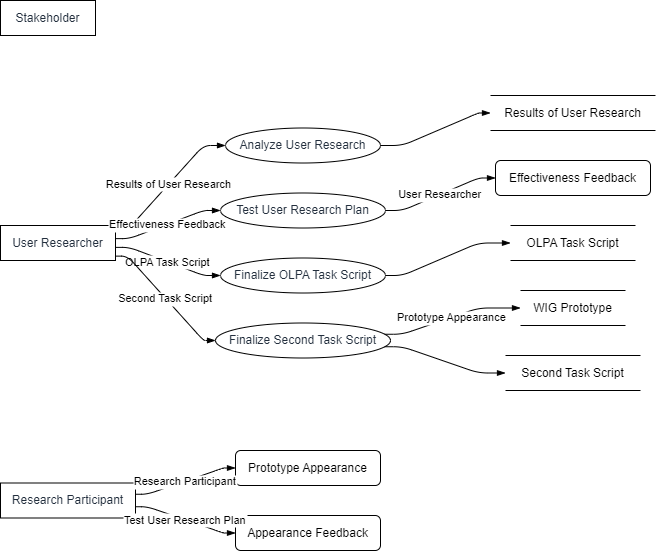 Stakeholder
Results of User Research
Analyze User Research
Results of User Research
User Researcher
Effectiveness Feedback
Test User Research Plan
User Researcher
Effectiveness Feedback
OLPA Task Script
Finalize OLPA Task Script
OLPA Task Script
Second Task Script
Finalize Second Task Script
Prototype Appearance
WIG Prototype
Second Task Script
Research Participant
Research Participant
Prototype Appearance
Test User Research Plan
Appearance Feedback